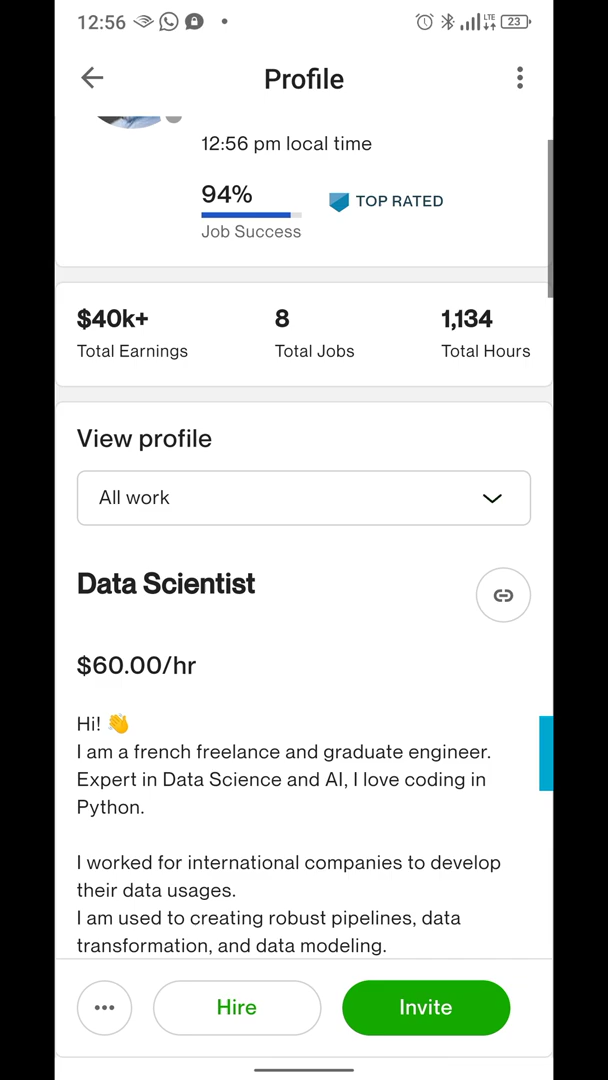 12:56
LTE
23
Profile
12:56 pm local time
94%
TOP RATED
Job Success
$40k+
8
1,134
Total Earnings
Total Jobs
Total Hours
View profile
All work
Data Scientist
$60.00/hr
Hi! 👋
I am a french freelance and graduate engineer.
Expert in Data Science and AI, I love coding in
Python.
I worked for international companies to develop
their data usages.
I am used to creating robust pipelines, data
transformation, and data modeling.
Hire
Invite